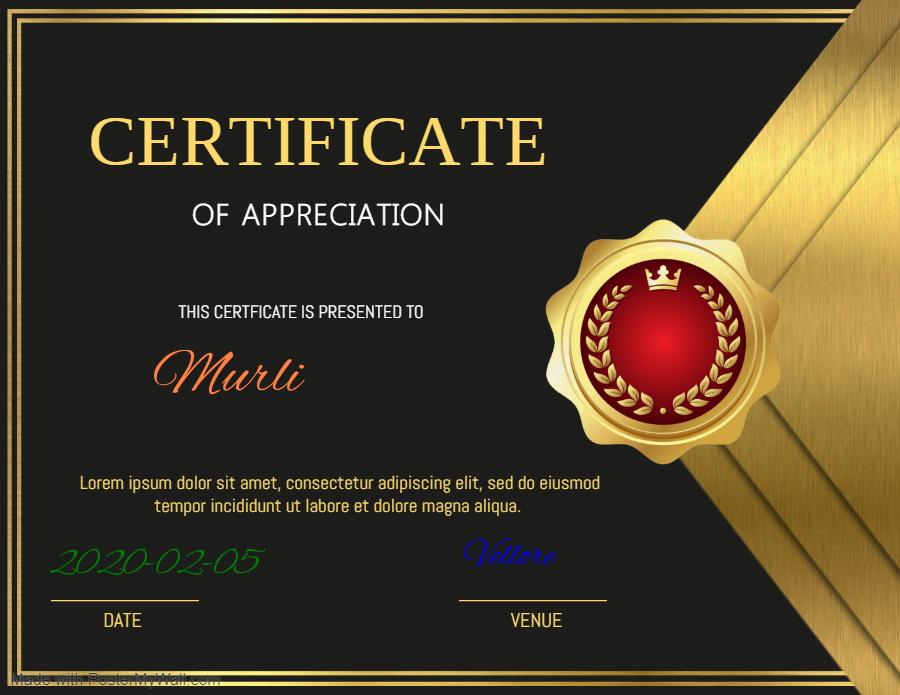 CERTIFICATE
OF APPRECIATION
THIS CERTFICATE IS PRESENTED TO
Murli
Lorem ipsum dolor sit amet, consectetur adipiscing elit, sed do eiusmod
tempor incididunt ut labore et dolore magna aliqua.
2020-02-05
Vellore
DATE
VENUE
Made with PosterMyWall.com